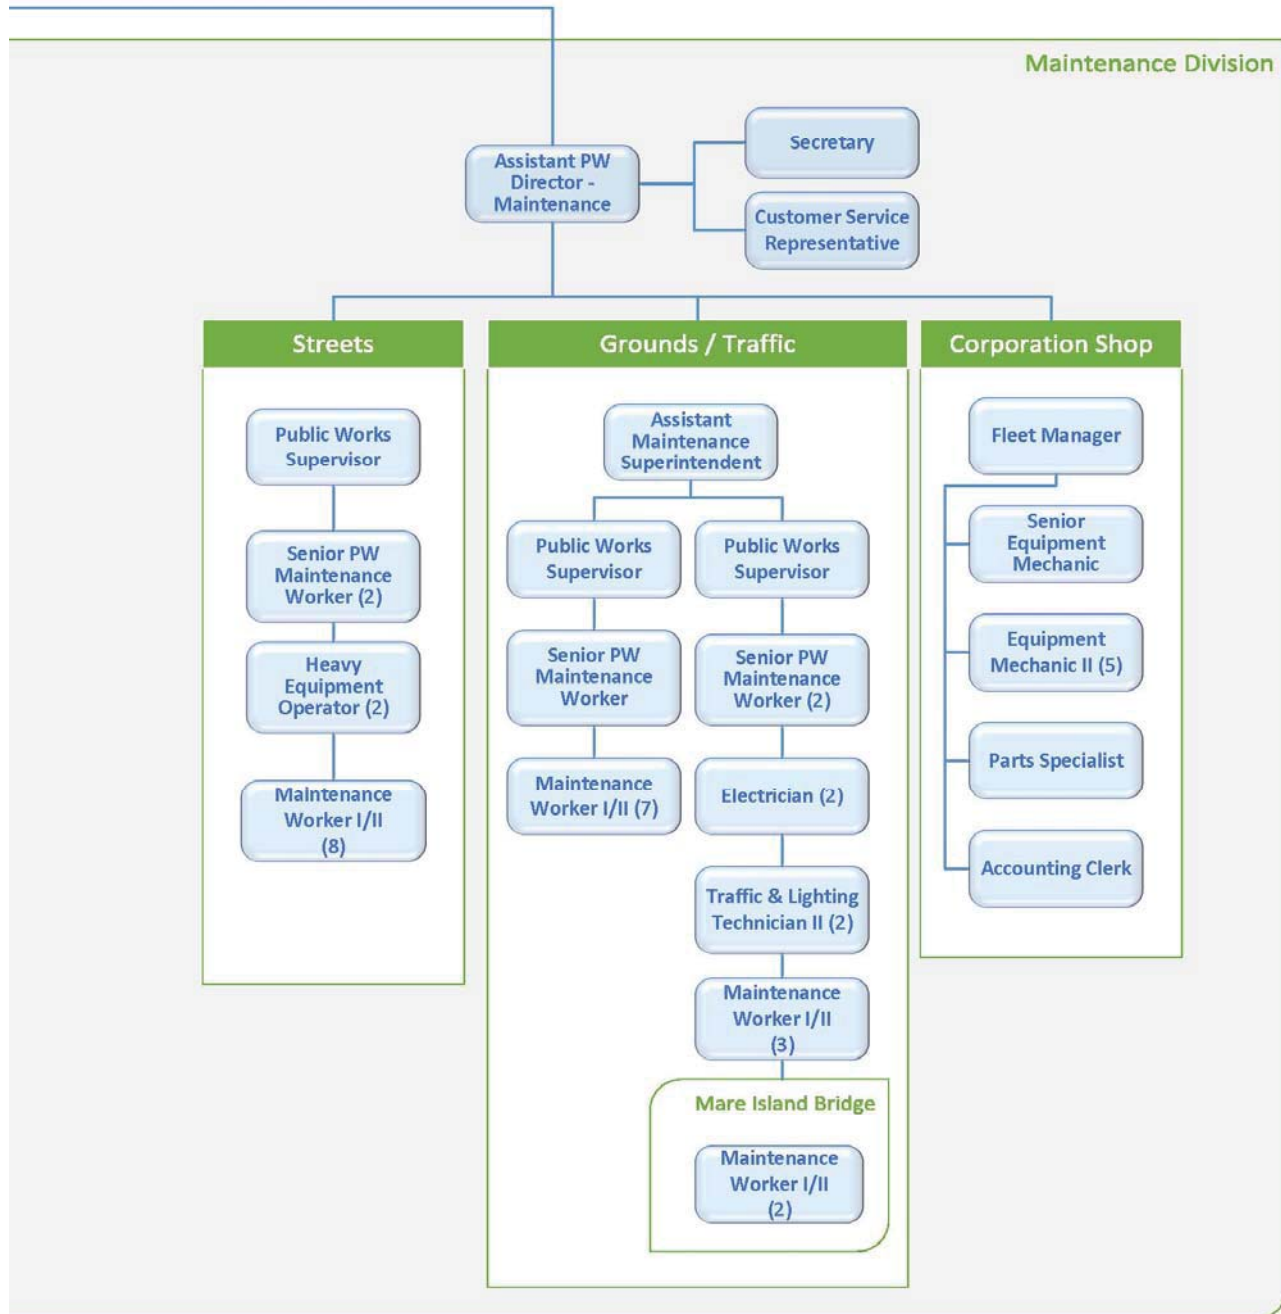 Maintenance Division
Secretary
Assistant PW
Director -
Maintenance
Customer Service
Representative
Streets
Public Works
Supervisor
Senior PW
Maintenance
Worker (2)
Heavy
Equipment
Operator (2)
Maintenance
Worker I/II
(8)
Grounds / Traffic
Assistant
Maintenance
Superintendent
Public Works
Supervisor
Senior PW
Maintenance
Worker
Maintenance
Worker I/II (7)
Public Works
Supervisor
Senior PW
Maintenance
Worker (2)
Electrician (2)
Traffic & Lighting
Technician II (2)
Maintenance
Worker I/II
(3)
Mare Island Bridge
Maintenance
Worker I/II
(2)
Corporation Shop
Fleet Manager
Senior
Equipment
Mechanic
Equipment
Mechanic II (5)
Parts Specialist
Accounting Clerk